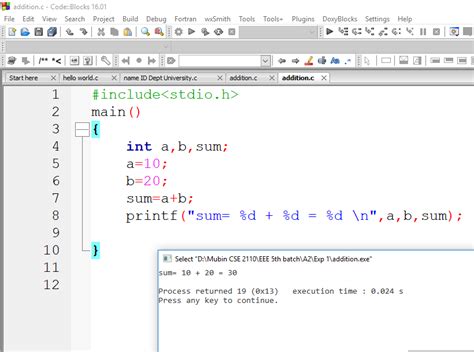 addition.c - Code::Blocks 16.01
File Edit View Search Project Build Debug Fortran wxSmith Tools Tools+ Plugins DoxyBlocks Settings Help
Start here × hello world.c × name ID Dept University.c × addition.c × addition.c ×
1 #include<stdio.h>
2 main()
3 {
4 int a,b,sum;
5 a=10;
6 b=20;
7 sum=a+b;
8 printf("sum= %d + %d = %d \n",a,b,sum);
9
10 }
11
12
Select "D:\Mubin CSE 2110\EEE 5th batch\A2\Exp 1\addition.exe"
sum= 10 + 20 = 30
Process returned 19 (0x13) execution time : 0.024 s
Press any key to continue.